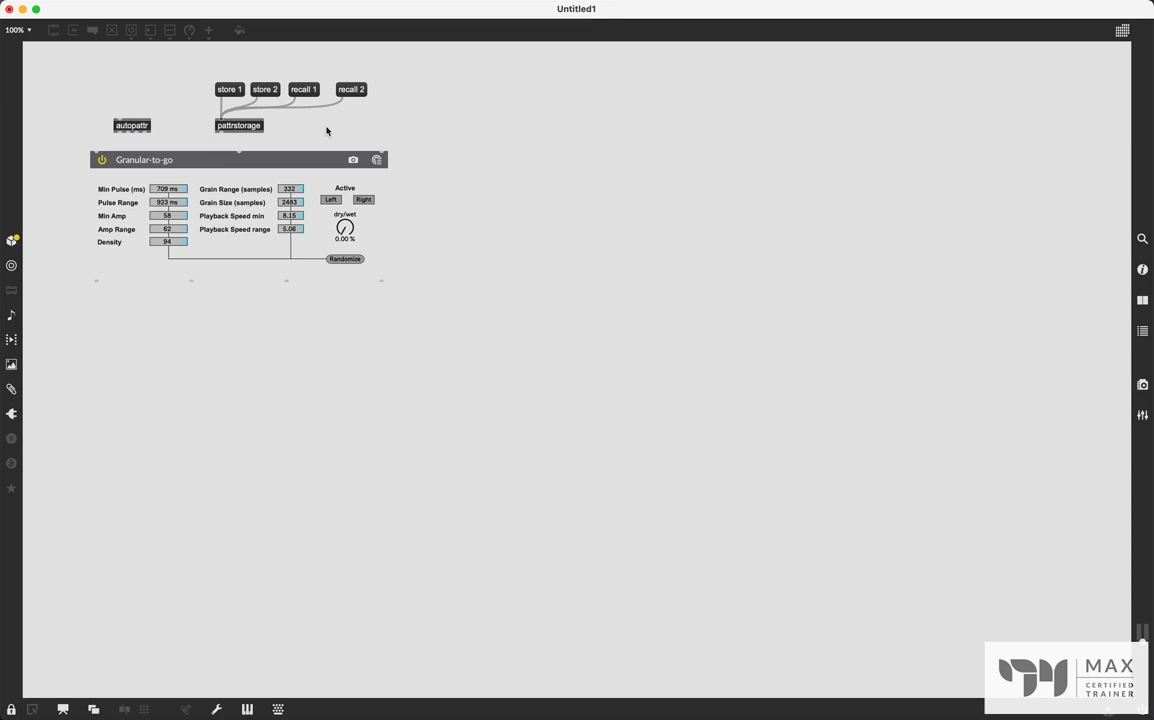 Untitled1
100%
store 1 store 2 recall 1 recall 2
autopattr pattrstorage
Granular-to-go
Min Pulse (ms) 709 ms Grain Range (samples) 332 Active
Pulse Range 923 ms Grain Size (samples) 2483 Left Right
Min Amp 58 Playback Speed min 8.15 dry/wet
Amp Range 62 Playback Speed range 5.06
Density 94 0.00 %
Randomize
MAX
CERTIFIED
TRAINER